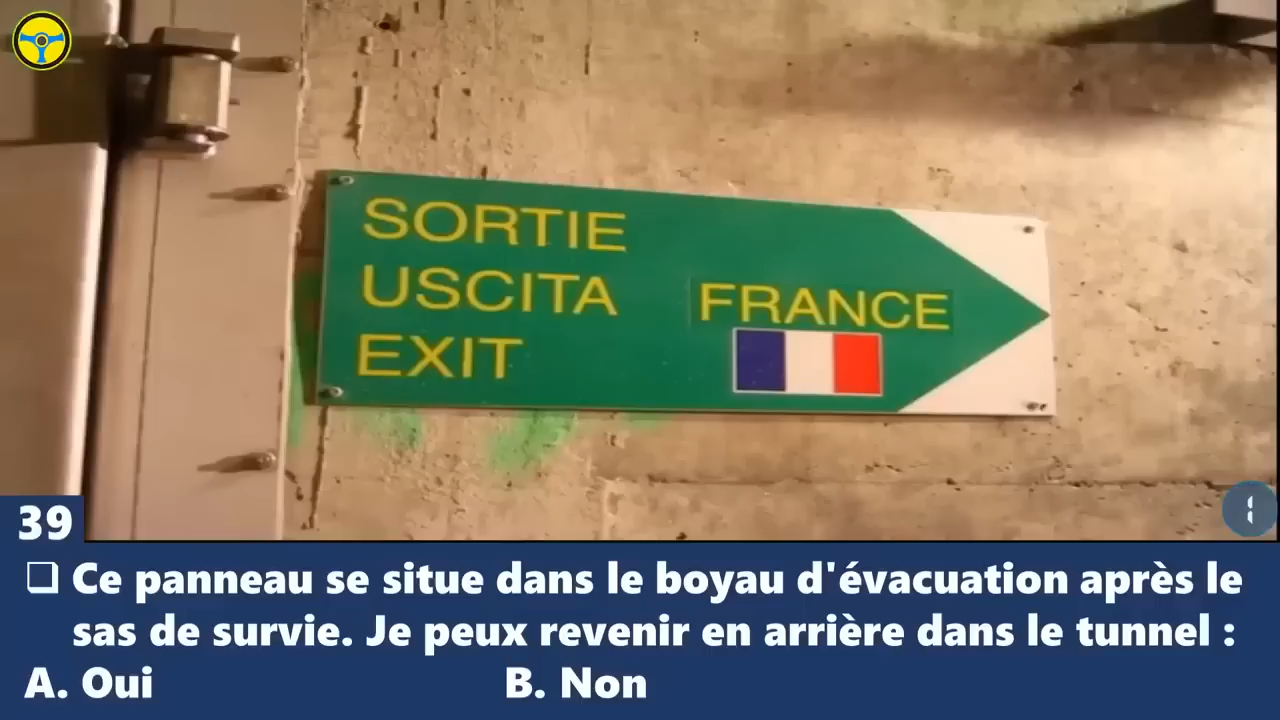 SORTIE
USCITA
EXIT
FRANCE
39
❑ Ce panneau se situe dans le boyau d'évacuation après le
sas de survie. Je peux revenir en arrière dans le tunnel :
A. Oui B. Non